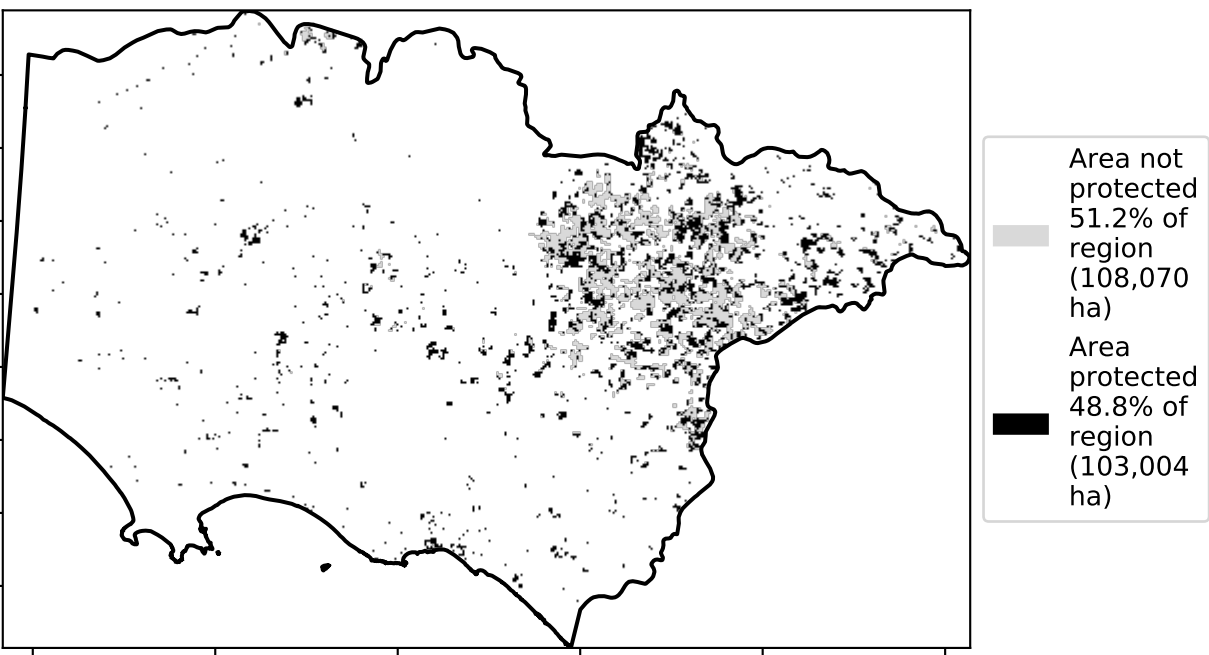 Area not
protected
51.2% of
region
(108,070
ha)
Area
protected
48.8% of
region
(103,004
ha)